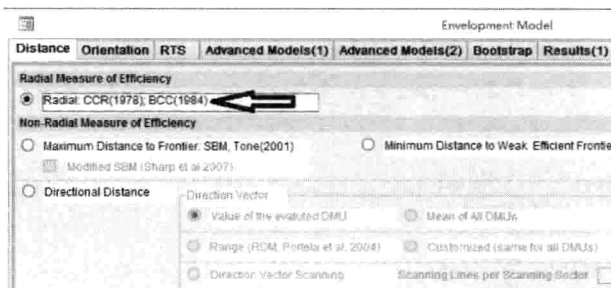 Envelopment Model
Distance Orientation RTS Advanced Models(1) Advanced Models(2) Bootstrap Results(1)
Radial Measure of Efficiency
Radial: CCR(1978); BCC(1984)
Non-Radial Measure of Efficiency
Maximum Distance to Frontier: SBM, Tone(2001) Minimum Distance to Weak Efficient Frontie
Modified SBM (Sharp et al 2007)
Directional Distance
Direction Vector
Value of the evaluted DMU Mean of All DMUs
Range (RDM, Portela et al, 2004) Customized (same for all DMUs)
Direction Vector Scanning Scanning Lines per Scanning Sector